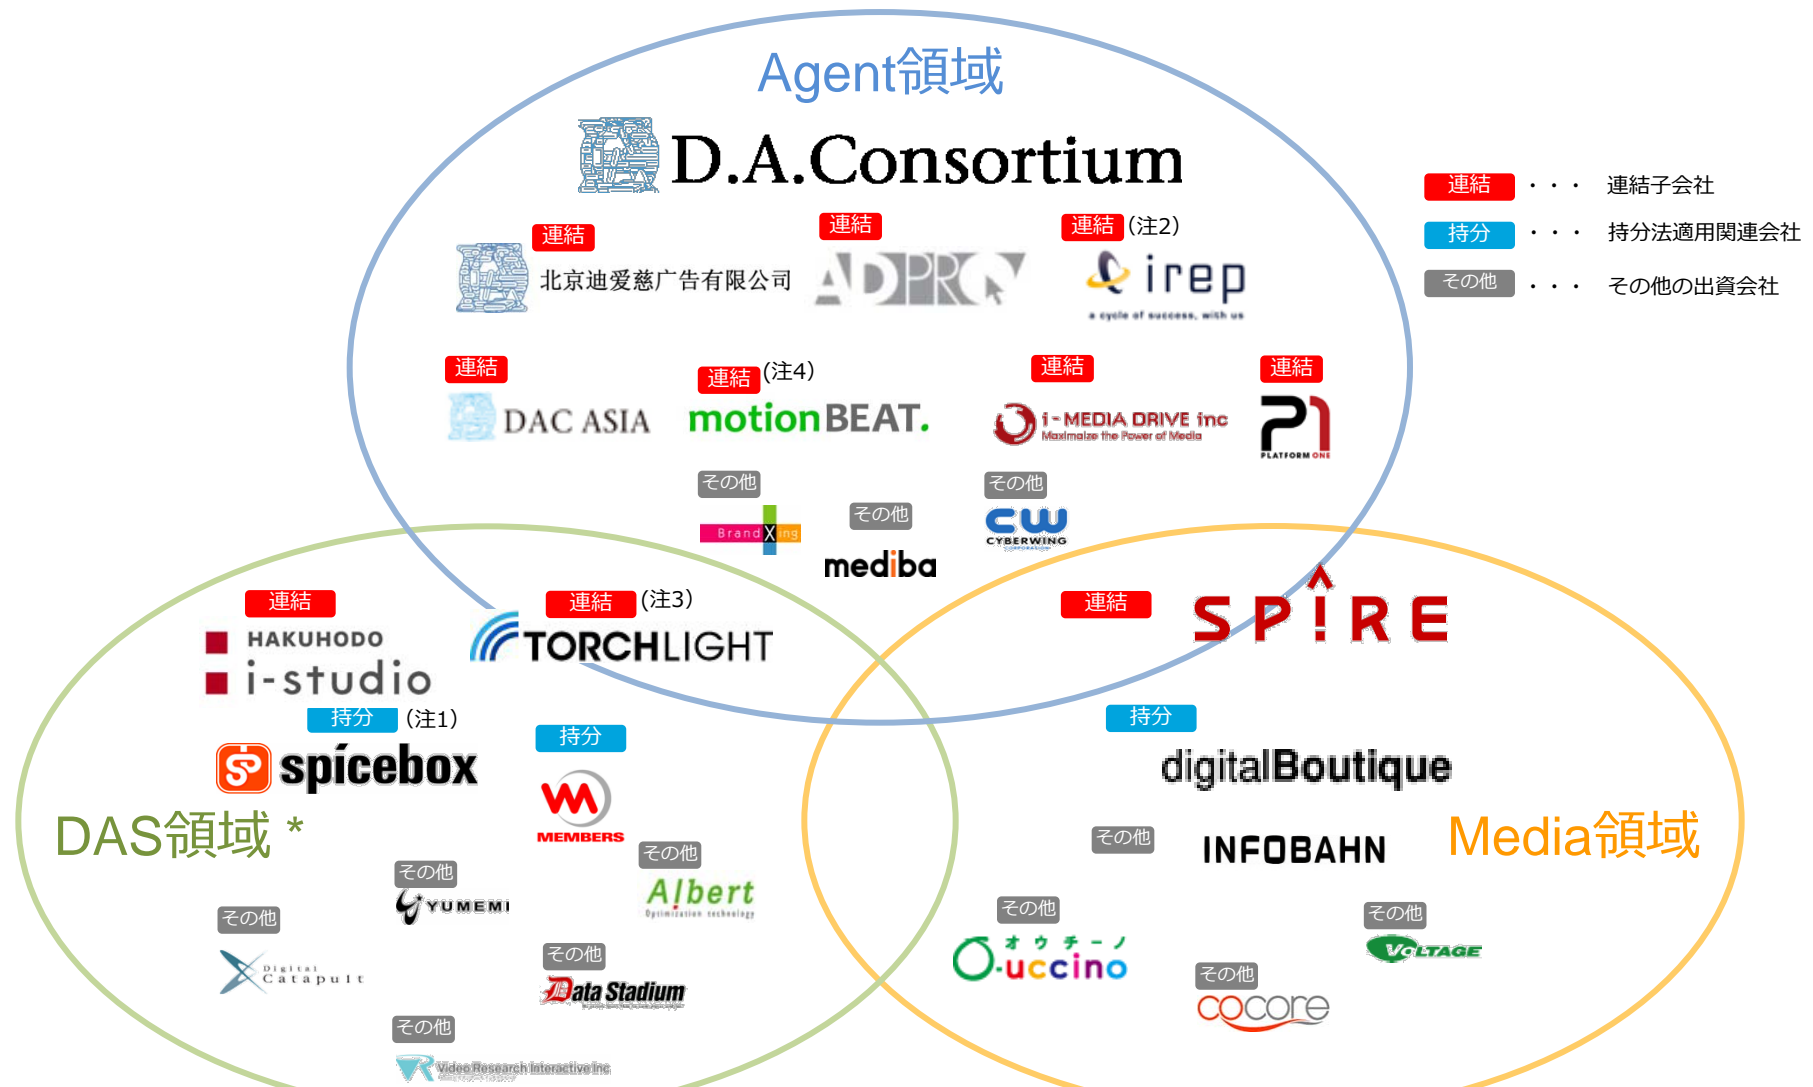 Agent領域
D.A.Consortium
連結 ・・・ 連結子会社
持分 ・・・ 持分法適用関連会社
その他 ・・・ その他の出資会社
連結
北京迪爱慈广告有限公司
連結
ADPRO
連結 (注2)
irep
a cycle of success, with us
連結
DAC ASIA
連結 (注4)
motionBEAT.
連結
i-MEDIA DRIVE inc
Maximaize the Power of Media
連結
P1
PLATFORM ONE
その他
BrandXing
その他
mediba
その他
CW
CYBERWING
CORPORATION
連結
HAKUHODO
i-studio
連結 (注3)
TORCHLIGHT
連結
SPIRE
持分 (注1)
spicebox
持分
MEMBERS
持分
digitalBoutique
DAS領域 *
Media領域
その他
INFOBAHN
その他
Albert
Optimization technology
その他
YUMEMI
その他
Digital
Catapult
その他
Data Stadium
その他
オウチーノ
O-uccino
その他
VOLTAGE
その他
cocore
その他
Video Research Interactive Inc